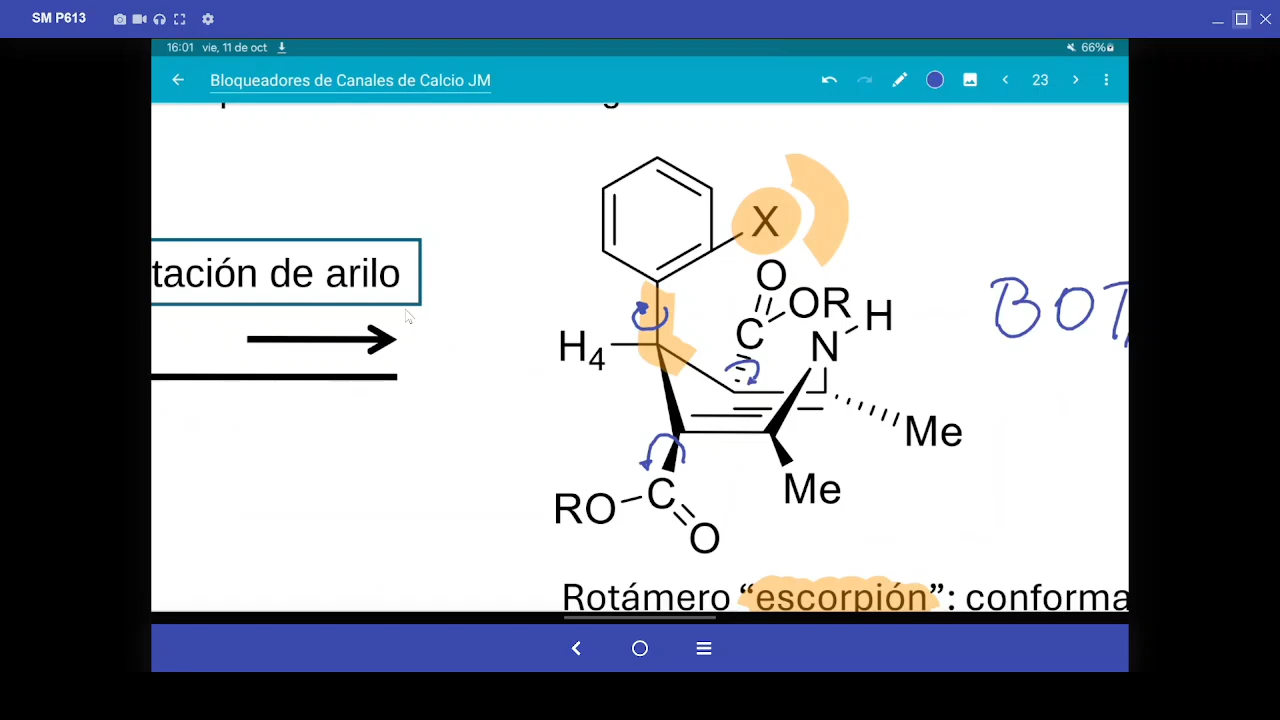 SM P613
16:01 vie, 11 de oct 66%
Bloqueadores de Canales de Calcio JM
23
X
O
OR
C
H
N
H4
tación de arilo
BOT
Me
Me
C
RO
O
Rotámero “escorpión”: conforma